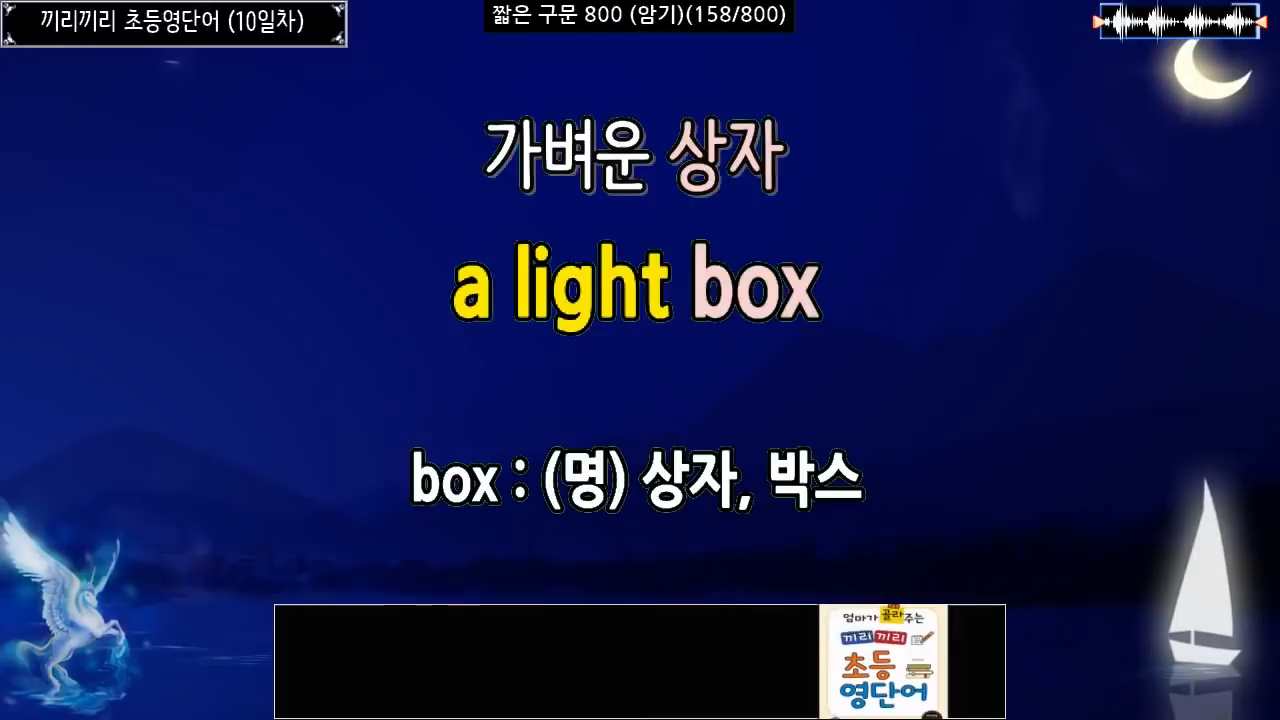 끼리끼리 초등영단어 (10일차)
짧은 구문 800 (암기)(158/800)
가벼운 상자
a light box
box : (명) 상자, 박스
엄마가 골라주는
끼리끼리
초등
영단어